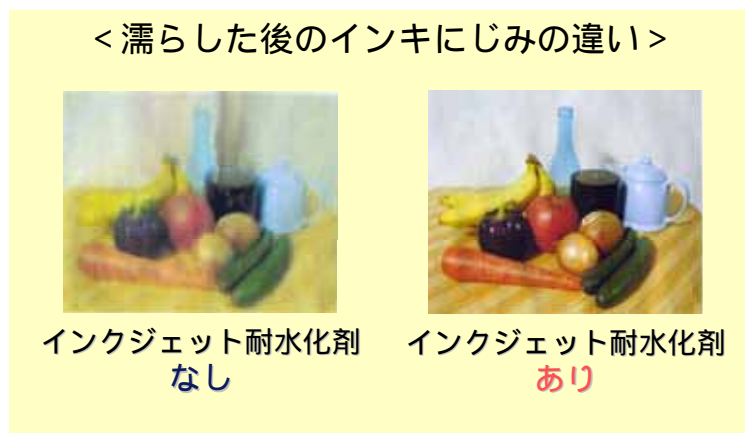 <濡らした後のインキにじみの違い>
インクジェット耐水化剤
なし
インクジェット耐水化剤
あり